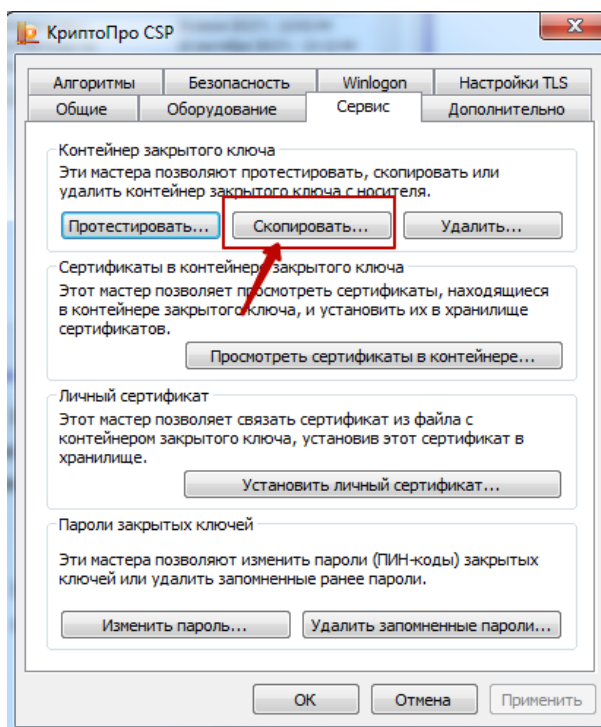 КриптоПро CSP
Алгоритмы Безопасность Winlogon Настройки TLS
Общие Оборудование Сервис Дополнительно
Контейнер закрытого ключа
Эти мастера позволяют протестировать, скопировать или
удалить контейнер закрытого ключа с носителя.
Протестировать... Скопировать... Удалить...
Сертификаты в контейнере закрытого ключа
Этот мастер позволяет просмотреть сертификаты, находящиеся
в контейнере закрытого ключа, и установить их в хранилище
сертификатов.
Просмотреть сертификаты в контейнере...
Личный сертификат
Этот мастер позволяет связать сертификат из файла с
контейнером закрытого ключа, установив этот сертификат в
хранилище.
Установить личный сертификат...
Пароли закрытых ключей
Эти мастера позволяют изменить пароли (ПИН-коды) закрытых
ключей или удалить запомненные ранее пароли.
Изменить пароль... Удалить запомненные пароли...
ОК Отмена Применить